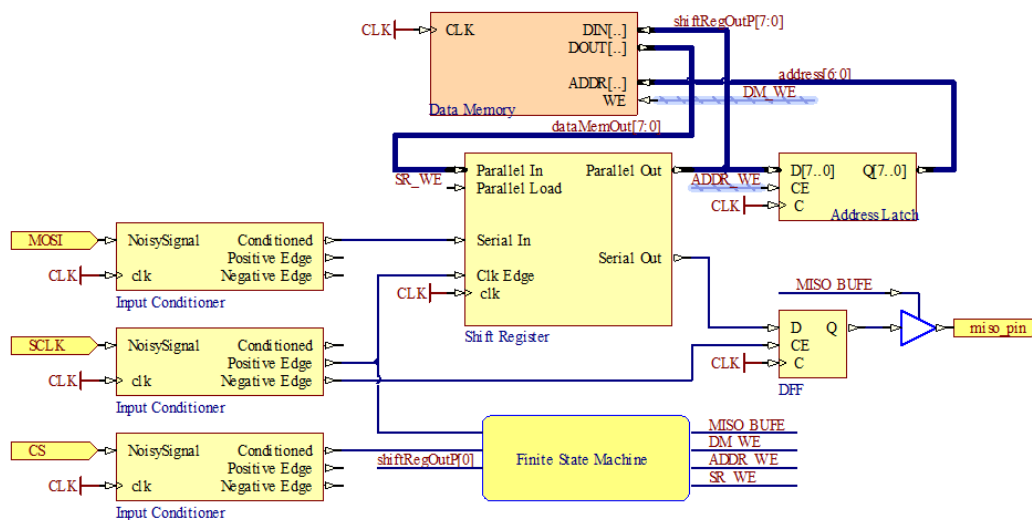 shiftRegOutP[7:0]
CLK
CLK
DIN[..]
DOUT[..]
ADDR[..]
WE
Data Memory
address[6:0]
DM_WE
dataMemOut[7:0]
SR_WE
Parallel In
Parallel Load
Parallel Out
Serial In
Clk Edge
clk
Serial Out
CLK
Shift Register
ADDR_WE
D[7..0]
CE
C
Q[7..0]
CLK
Address Latch
MOSI
CLK
NoisySignal
clk
Conditioned
Positive Edge
Negative Edge
Input Conditioner
SCLK
CLK
NoisySignal
clk
Conditioned
Positive Edge
Negative Edge
Input Conditioner
CS
CLK
NoisySignal
clk
Conditioned
Positive Edge
Negative Edge
Input Conditioner
MISO BUFE
D
CE
C
Q
CLK
DFF
miso_pin
shiftRegOutP[0]
Finite State Machine
MISO BUFE
DM WE
ADDR WE
SR WE